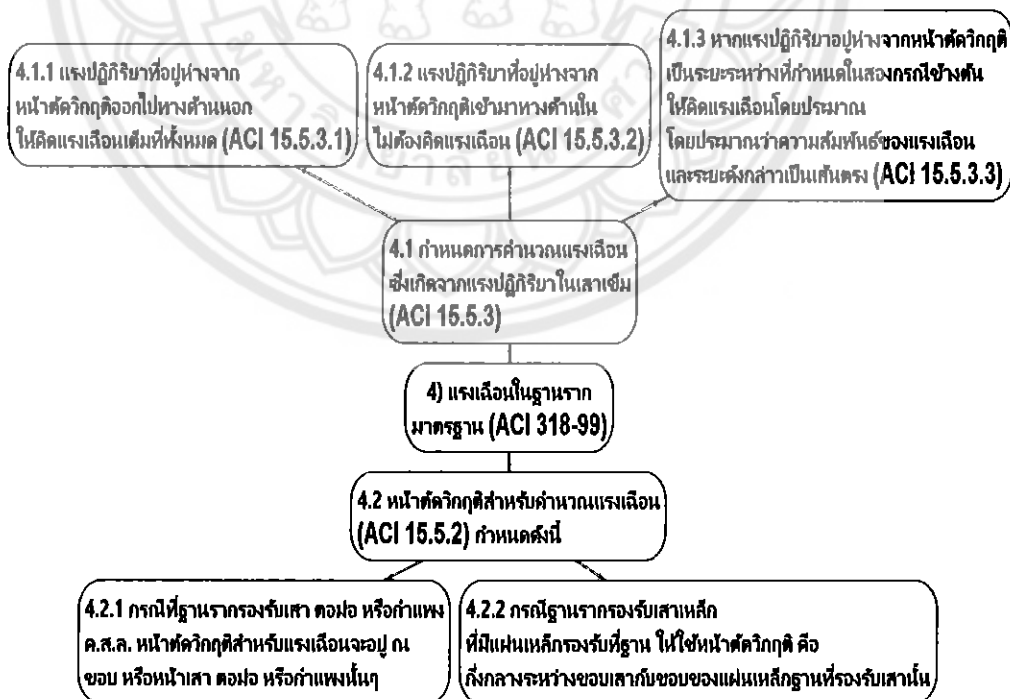 4.1.1 แรงปฏิกิริยาที่อยู่ห่างจาก
หน้าตัดวิกฤติออกไปทางด้านนอก
ให้คิดแรงเฉือนเต็มที่ทั้งหมด (ACI 15.5.3.1)
4.1.2 แรงปฏิกิริยาที่อยู่ห่างจาก
หน้าตัดวิกฤติเข้ามาทางด้านใน
ไม่ต้องคิดแรงเฉือน (ACI 15.5.3.2)
4.1.3 หากแรงปฏิกิริยาอยู่ห่างจากหน้าตัดวิกฤติ
เป็นระยะระหว่างที่กำหนดในสองกรณีข้างต้น
ให้คิดแรงเฉือนโดยประมาณ
โดยประมาณว่าความสัมพันธ์ของแรงเฉือน
และระยะดังกล่าวเป็นเส้นตรง (ACI 15.5.3.3)
4.1 กำหนดการคำนวณแรงเฉือน
ซึ่งเกิดจากแรงปฏิกิริยาในเสาเข็ม
(ACI 15.5.3)
4) แรงเฉือนในฐานราก
มาตรฐาน (ACI 318-99)
4.2 หน้าตัดวิกฤติสำหรับคำนวณแรงเฉือน
(ACI 15.5.2) กำหนดดังนี้
4.2.1 กรณีที่ฐานรากรองรับเสา ตอม่อ หรือกำแพง
ค.ส.ล. หน้าตัดวิกฤติสำหรับแรงเฉือนจะอยู่ ณ
ขอบ หรือหน้าเสา ตอม่อ หรือกำแพงนั้นๆ
4.2.2 กรณีฐานรากรองรับเสาเหล็ก
ที่มีแผ่นเหล็กรองรับที่ฐาน ให้ใช้หน้าตัดวิกฤติ คือ
กึ่งกลางระหว่างขอบเสากับขอบของแผ่นเหล็กฐานที่รองรับเสานั้น